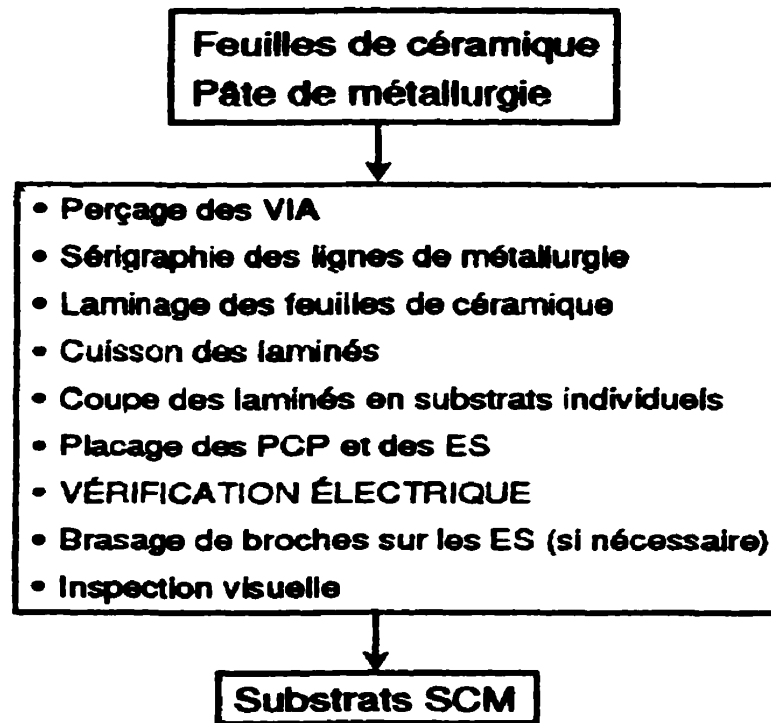 Feuilles de céramique
Pâte de métallurgie
• Perçage des VIA
• Sérigraphie des lignes de métallurgie
• Laminage des feuilles de céramique
• Cuisson des laminés
• Coupe des laminés en substrats individuels
• Placage des PCP et des ES
• VÉRIFICATION ÉLECTRIQUE
• Brasage de broches sur les ES (si nécessaire)
• Inspection visuelle
Substrats SCM